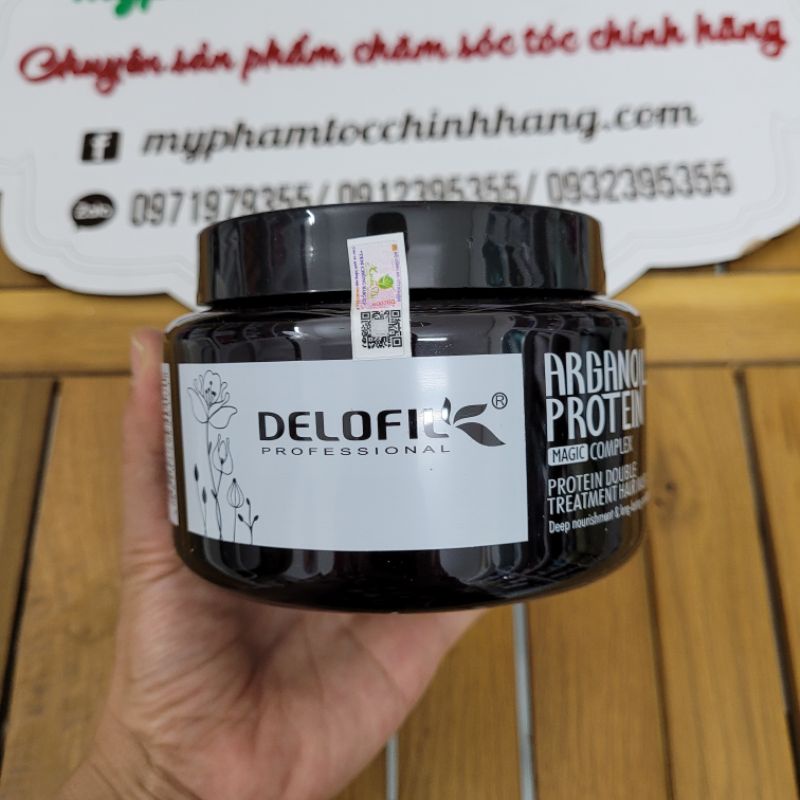 Chuyên sản phẩm chăm sóc tóc chính hãng
myphamtocchinhhang.com
Zalo 0971979355/ 0912395355/ 0932395355
DELOFIL ®
PROFESSIONAL
ARGANOIL
PROTEIN
MAGIC COMPLEX
PROTEIN DOUBLE
TREATMENT HAIR
Deep nourishment &